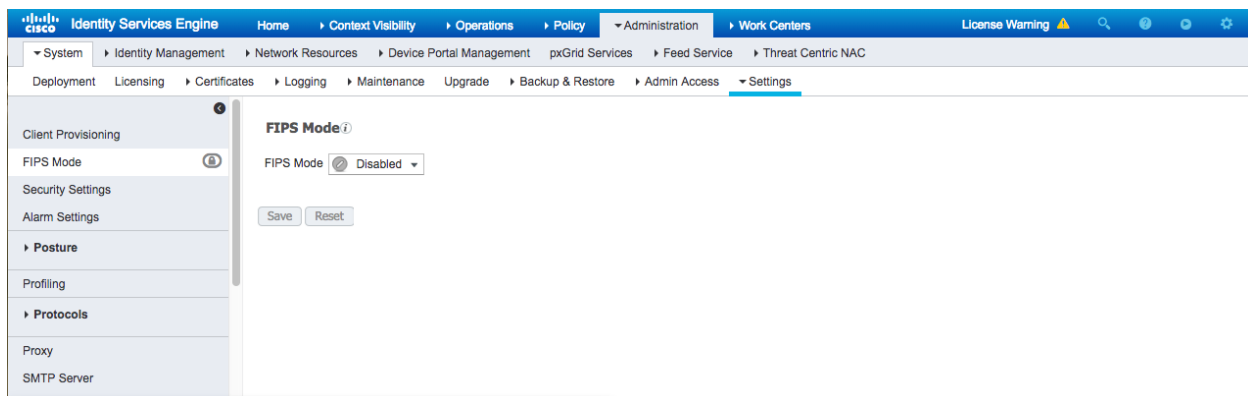 cisco Identity Services Engine Home Context Visibility Operations Policy Administration Work Centers License Warning
System Identity Management Network Resources Device Portal Management pxGrid Services Feed Service Threat Centric NAC
Deployment Licensing Certificates Logging Maintenance Upgrade Backup & Restore Admin Access Settings
Client Provisioning
FIPS Mode
Security Settings
Alarm Settings
Posture
Profiling
Protocols
Proxy
SMTP Server
FIPS Mode
FIPS Mode Disabled
Save Reset